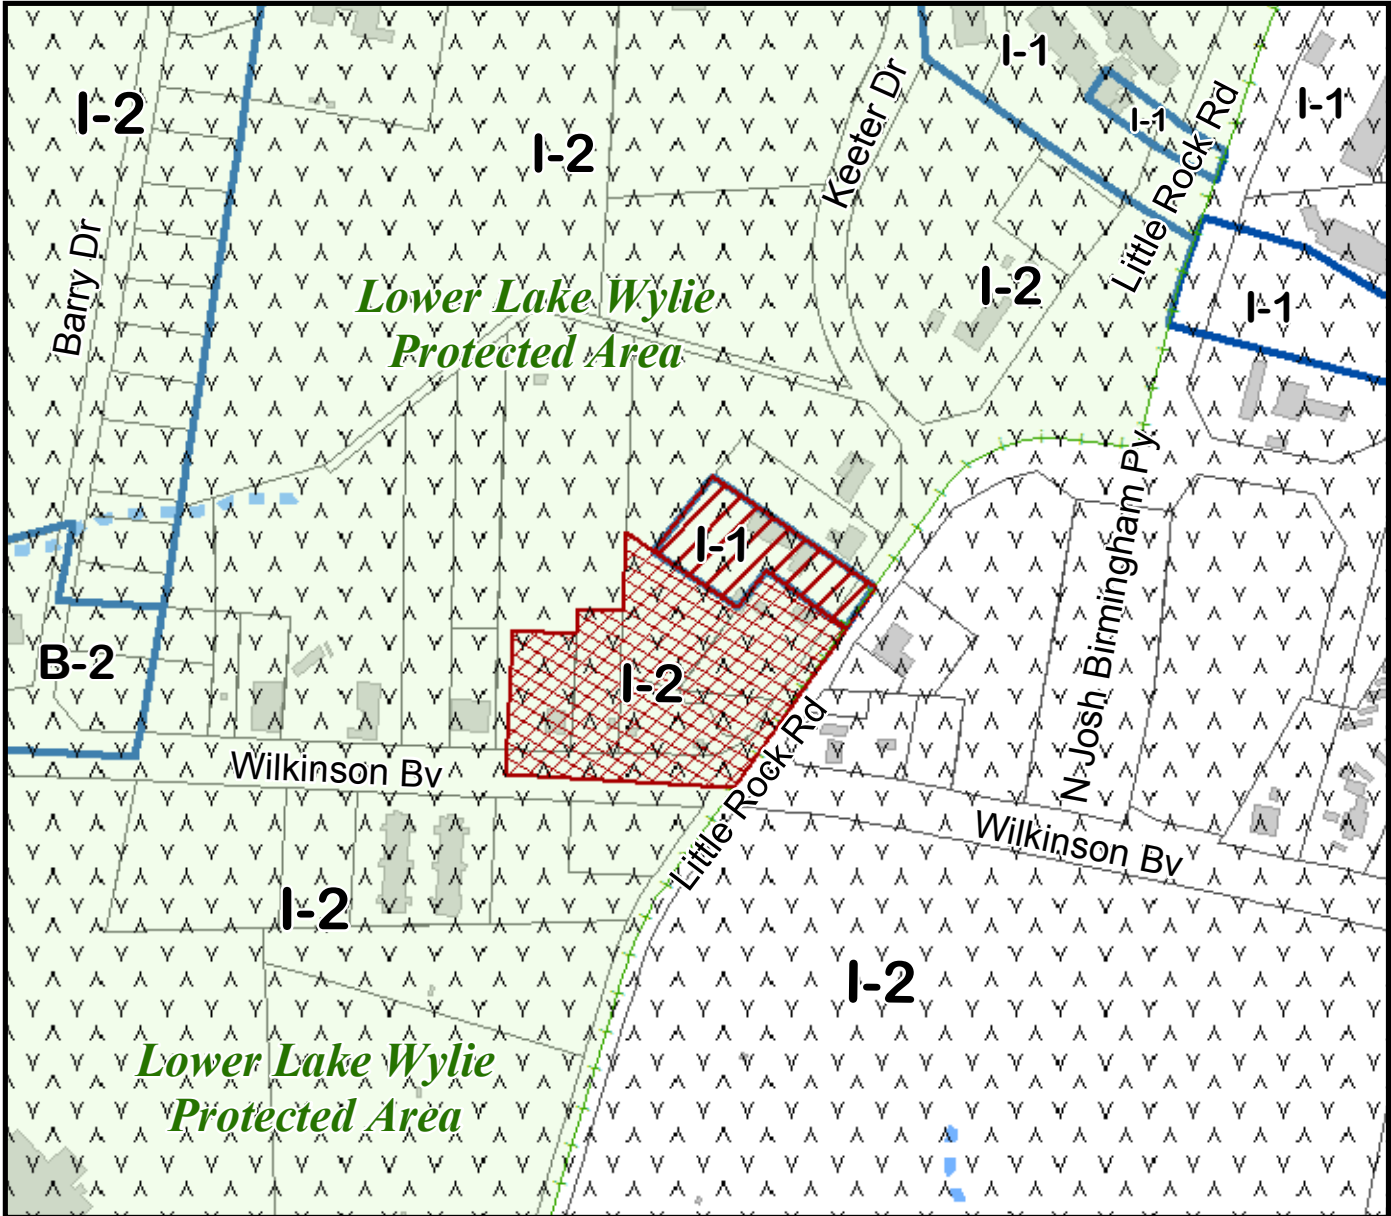 I-1
I-1
I-1
I-2
I-2
Keeter Dr
Little Rock Rd
Barry Dr
I-2
I-1
Lower Lake Wylie
Protected Area
N Josh Birmingham Py
I-1
B-2
I-2
Wilkinson Bv
Little Rock Rd
Wilkinson Bv
I-2
I-2
Lower Lake Wylie
Protected Area